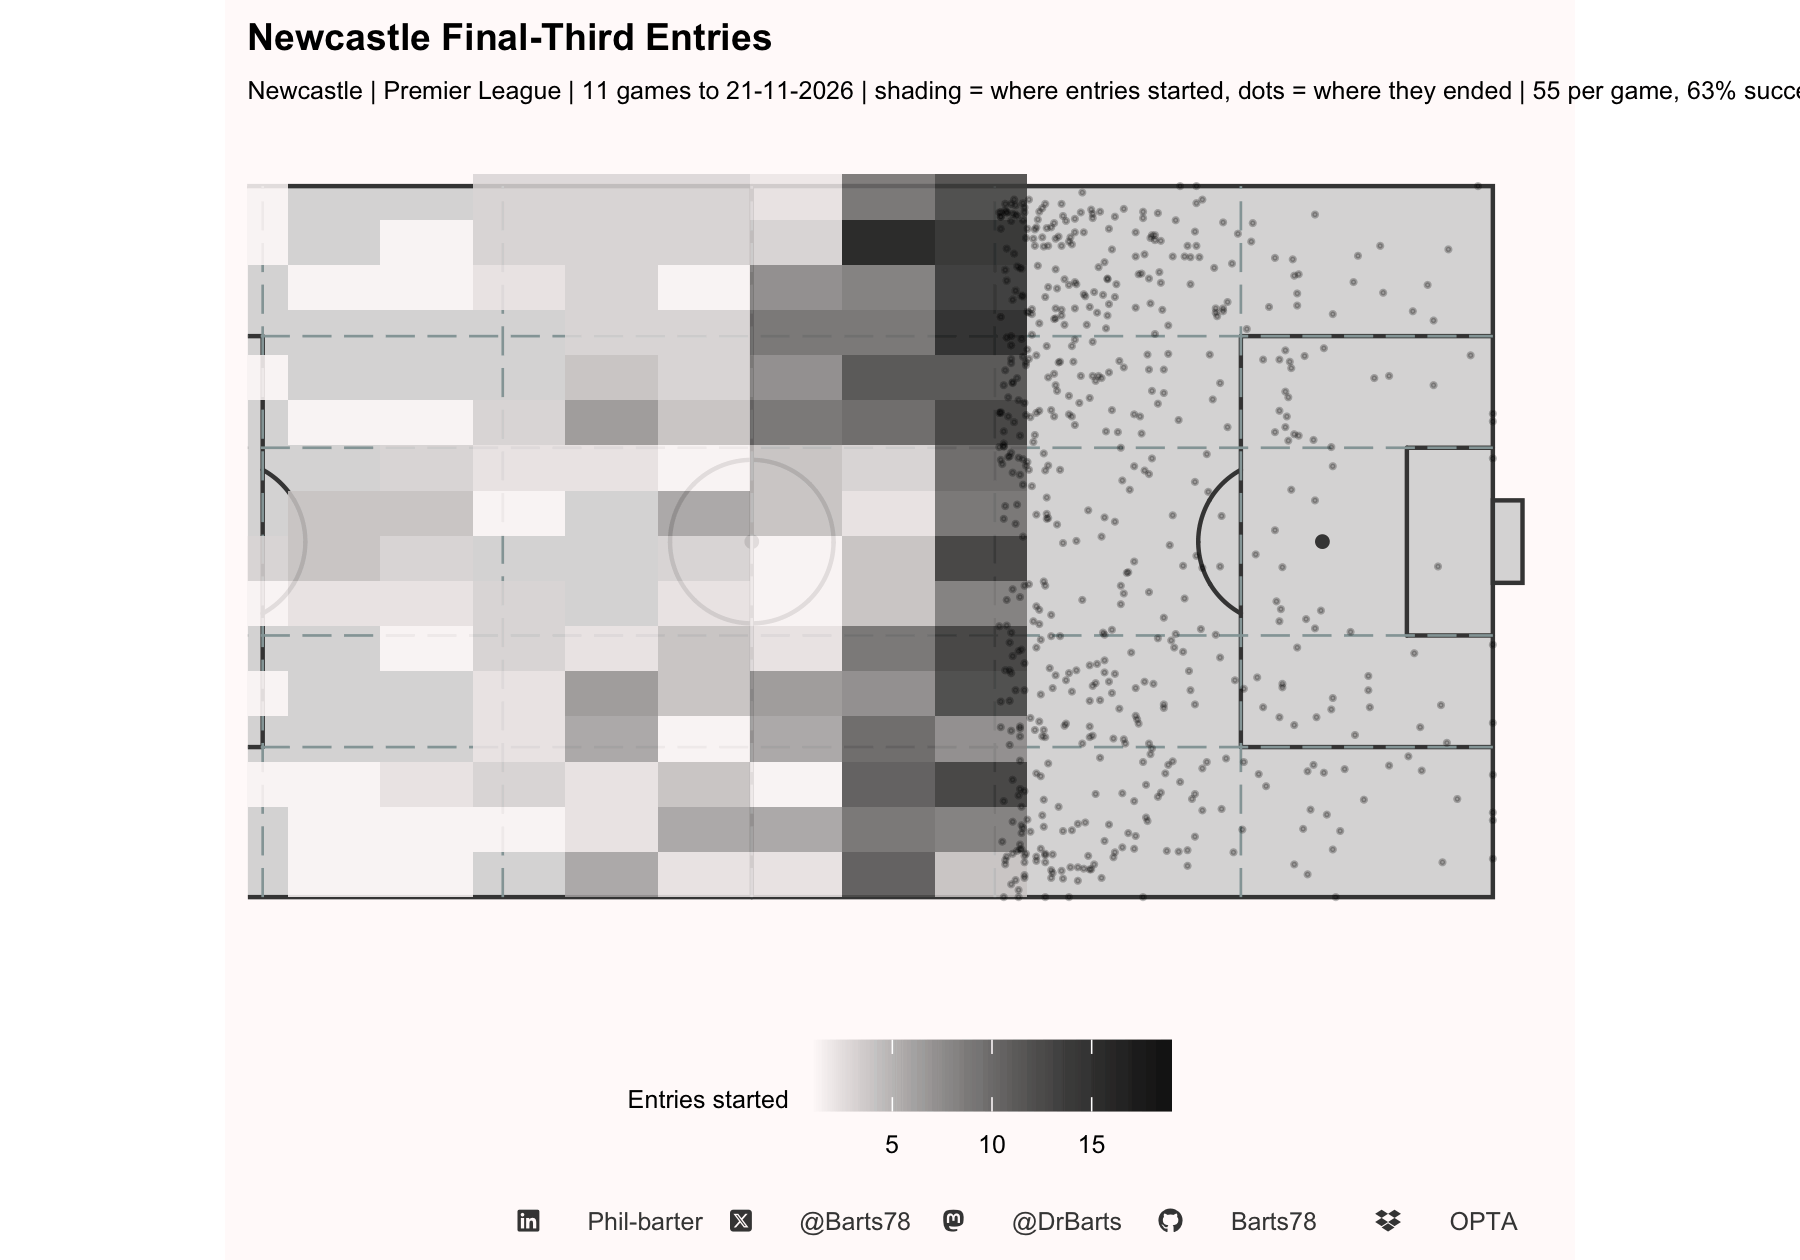 Newcastle Final-Third Entries
Newcastle | Premier League | 11 games to 21-11-2026 | shading = where entries started, dots = where they ended | 55 per game, 63%
Entries started
5 10 15
Phil-barter @Barts78 @DrBarts Barts78 OPTA